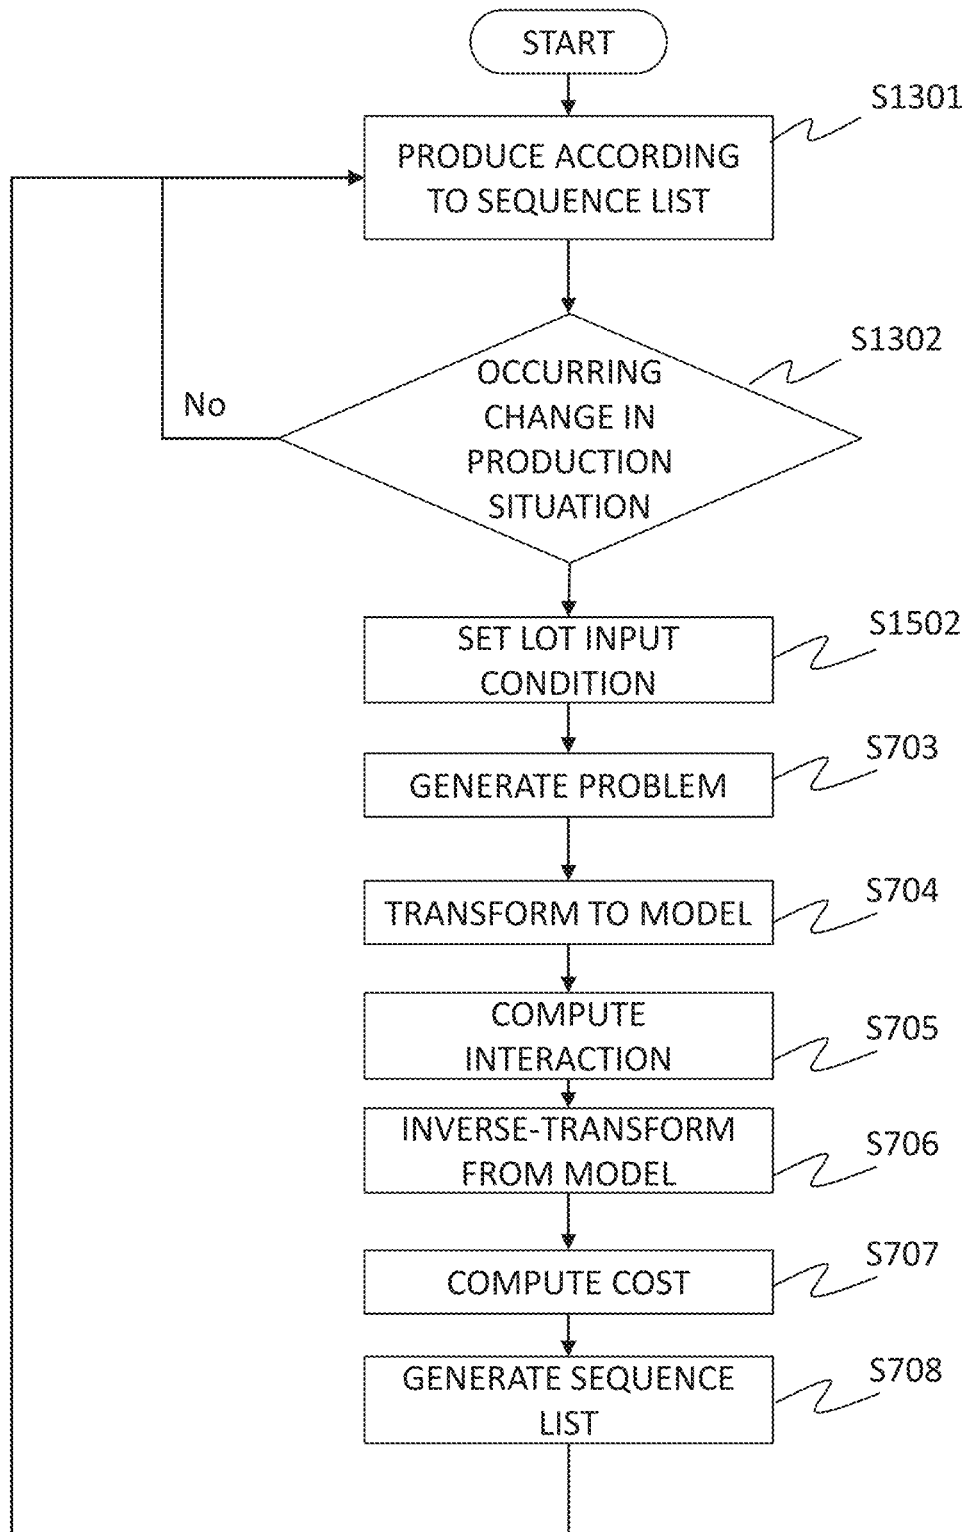 START
S1301
PRODUCE ACCORDING
TO SEQUENCE LIST
S1302
OCCURRING
CHANGE IN
PRODUCTION
SITUATION
No
S1502
SET LOT INPUT
CONDITION
S703
GENERATE PROBLEM
S704
TRANSFORM TO MODEL
S705
COMPUTE
INTERACTION
S706
INVERSE-TRANSFORM
FROM MODEL
S707
COMPUTE COST
S708
GENERATE SEQUENCE
LIST